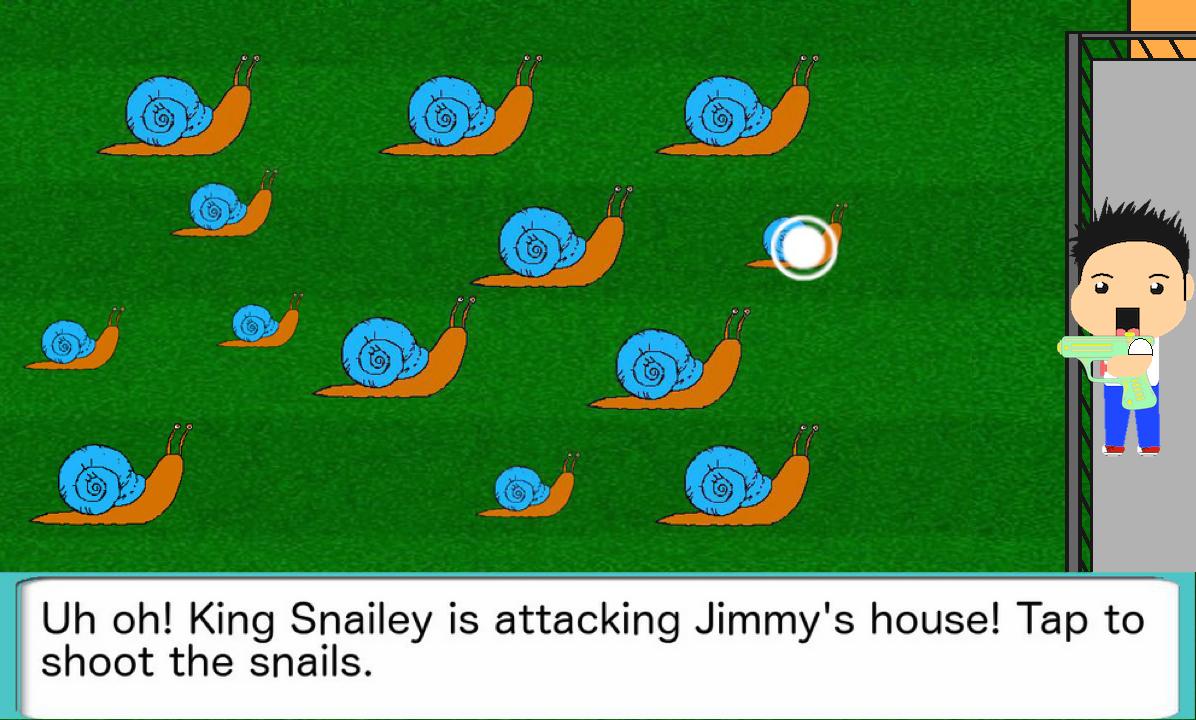 Uh oh! King Snailey is attacking Jimmy's house! Tap to
shoot the snails.